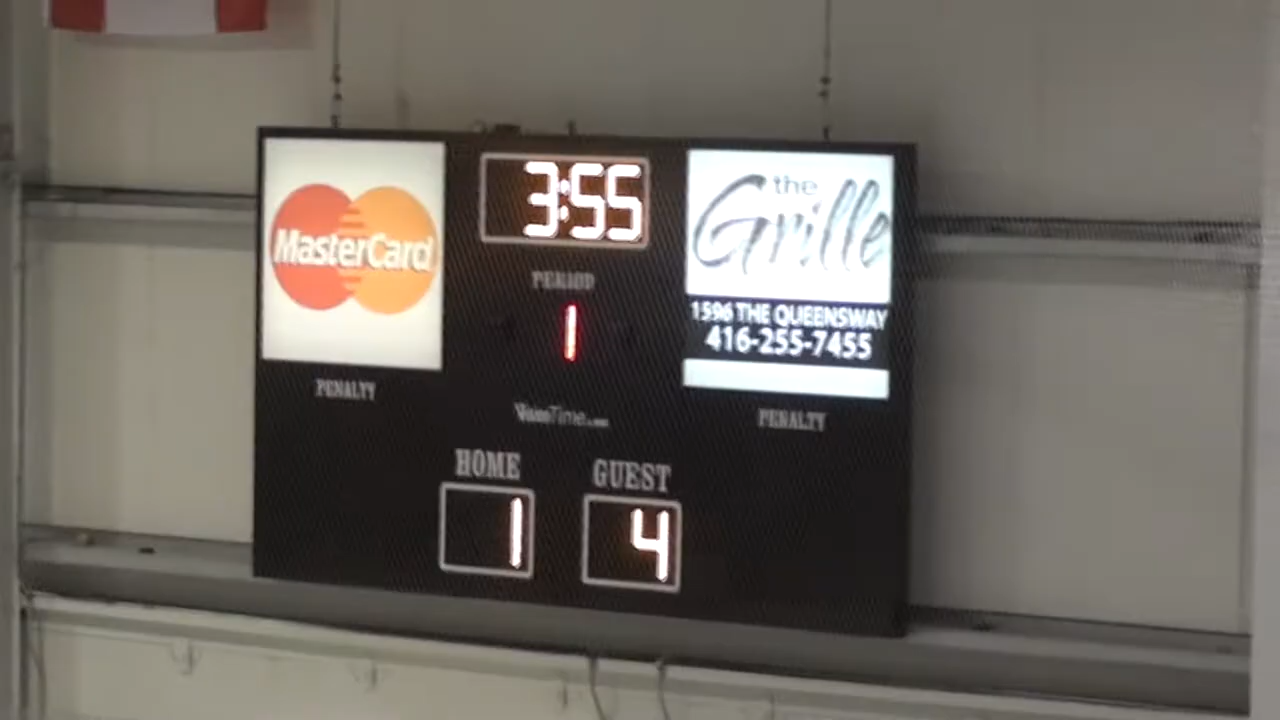 MasterCard
3:55
the
Grille
1596 THE QUEENSWAY
416-255-7455
PERIOD
1
PENALTY
PENALTY
HOME
GUEST
1
4